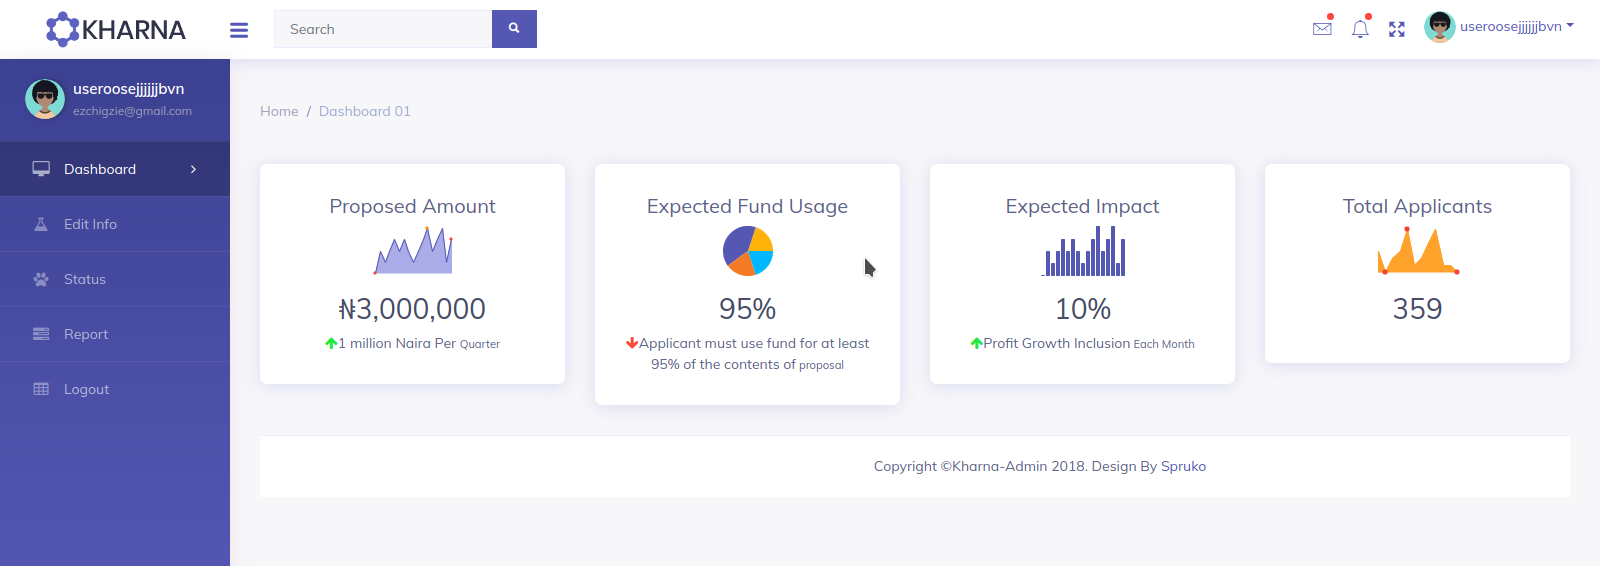 KHARNA
Search
useroosejjjjjjbvn
useroosejjjjjjbvn
ezchigzie@gmail.com
Dashboard
Edit Info
Status
Report
Logout
Home / Dashboard 01
Proposed Amount
₦3,000,000
1 million Naira Per Quarter
Expected Fund Usage
95%
Applicant must use fund for at least
95% of the contents of proposal
Expected Impact
10%
Profit Growth Inclusion Each Month
Total Applicants
359
Copyright ©Kharna-Admin 2018. Design By Spruko